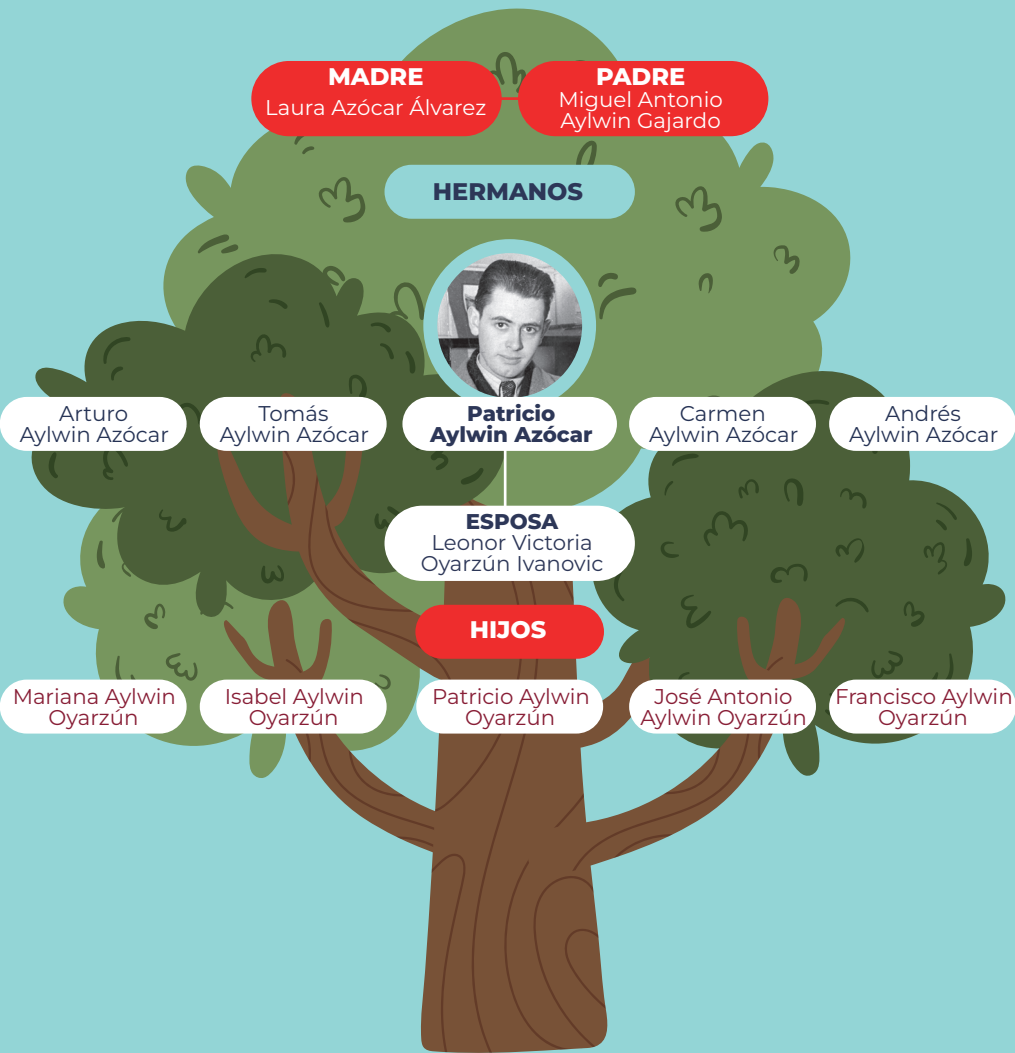 MADRE
Laura Azócar Álvarez
PADRE
Miguel Antonio
Aylwin Gajardo
HERMANOS
Arturo
Aylwin Azócar
Tomás
Aylwin Azócar
Patricio
Aylwin Azócar
Carmen
Aylwin Azócar
Andrés
Aylwin Azócar
ESPOSA
Leonor Victoria
Oyarzún Ivanovic
HIJOS
Mariana Aylwin
Oyarzún
Isabel Aylwin
Oyarzún
Patricio Aylwin
Oyarzún
José Antonio
Aylwin Oyarzún
Francisco Aylwin
Oyarzún